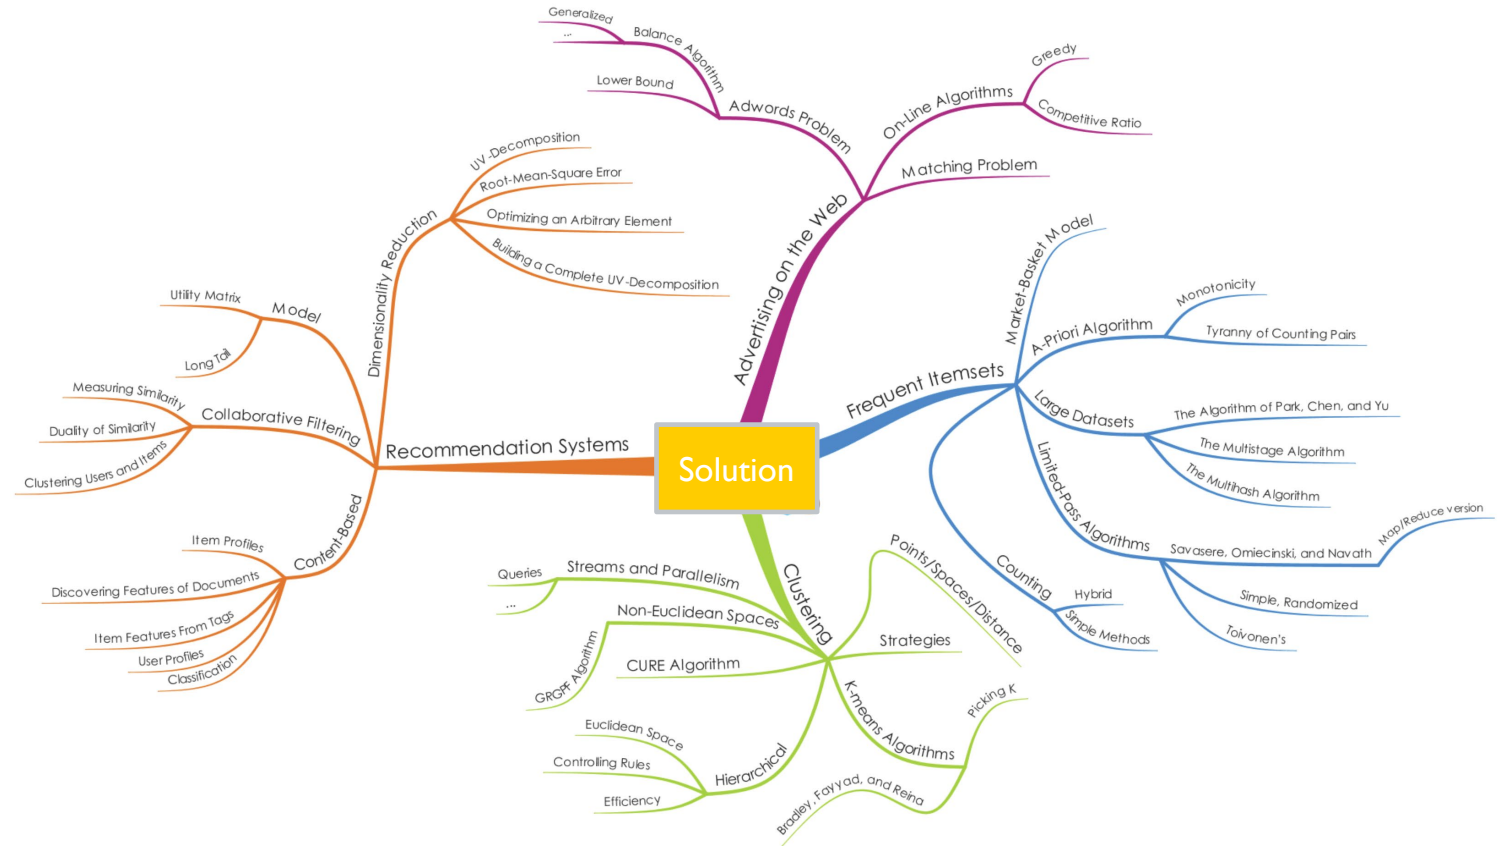 Solution
Advertising on the Web
Adwords Problem
Balance Algorithm
Generalized
...
Lower Bound
On-Line Algorithms
Greedy
Competitive Ratio
Matching Problem
Frequent Itemsets
Market-Basket Model
A-Priori Algorithm
Monotonicity
Tyranny of Counting Pairs
Large Datasets
The Algorithm of Park, Chen, and Yu
The Multistage Algorithm
The Multihash Algorithm
Limited-Pass Algorithms
Savasere, Omiecinski, and Navath
Map/Reduce version
Simple, Randomized
Toivonen's
Counting
Hybrid
Simple Methods
Clustering
Points/Spaces/Distance
Strategies
K-means Algorithms
Picking K
Bradley, Fayyad, and Reina
Hierarchical
Euclidean Space
Controlling Rules
Efficiency
CURE Algorithm
Non-Euclidean Spaces
GRGPF Algorithm
Streams and Parallelism
Queries
...
Recommendation Systems
Dimensionality Reduction
UV-Decomposition
Root-Mean-Square Error
Optimizing an Arbitrary Element
Building a Complete UV-Decomposition
Model
Utility Matrix
Long Tail
Collaborative Filtering
Measuring Similarity
Duality of Similarity
Clustering Users and Items
Content-Based
Item Profiles
Discovering Features of Documents
Item Features From Tags
User Profiles
Classification